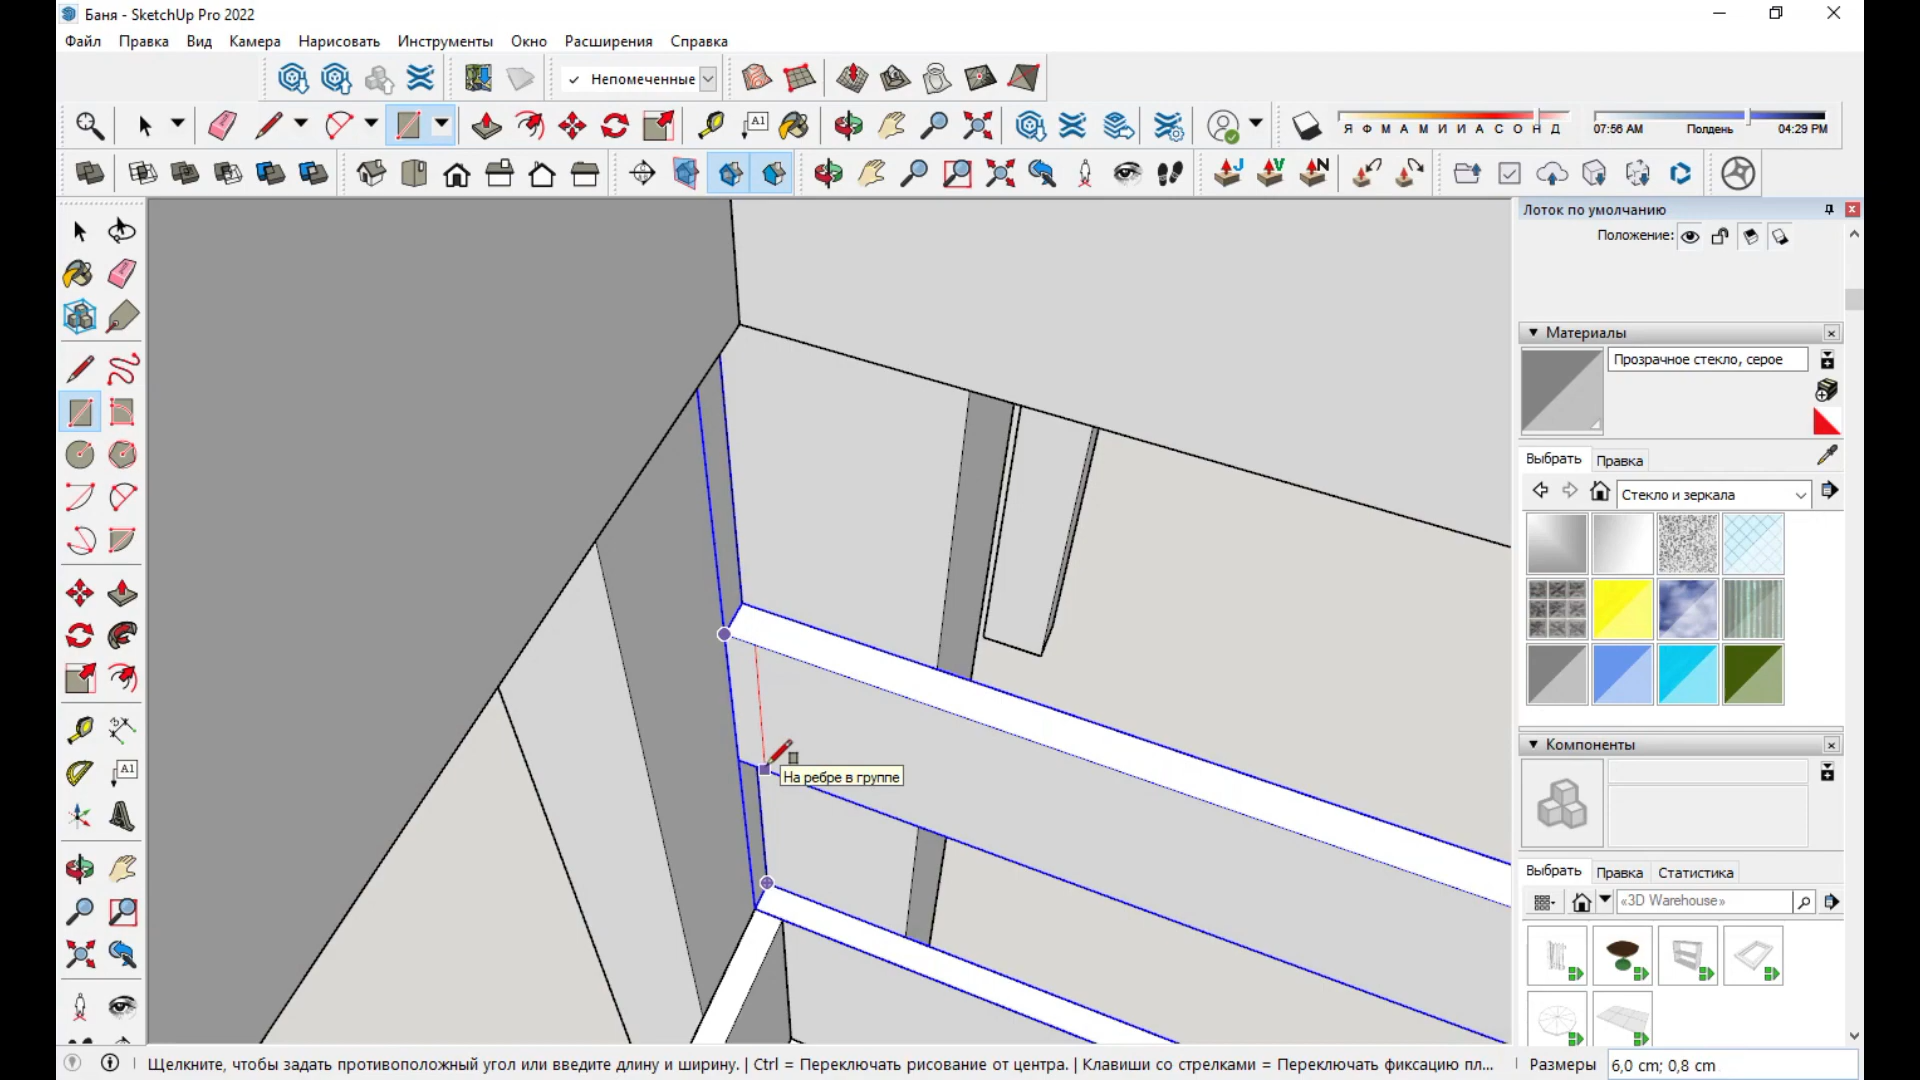 Баня - SketchUp Pro 2022
Файл Правка Вид Камера Нарисовать Инструменты Окно Расширения Справка
✓ Непомеченные
A1
Я Ф М А М И И А С О Н Д
07:56 AM Полдень 04:29 PM
J V N
Лоток по умолчанию
Положение:
Материалы
Прозрачное стекло, серое
Выбрать Правка
Стекло и зеркала
A1
На ребре в группе
Компоненты
Выбрать Правка Статистика
«3D Warehouse»
Щелкните, чтобы задать противоположный угол или введите длину и ширину. | Ctrl = Переключать рисование от центра. | Клавиши со стрелками = Переключать фиксацию пл...
Размеры 6,0 cm; 0,8 cm